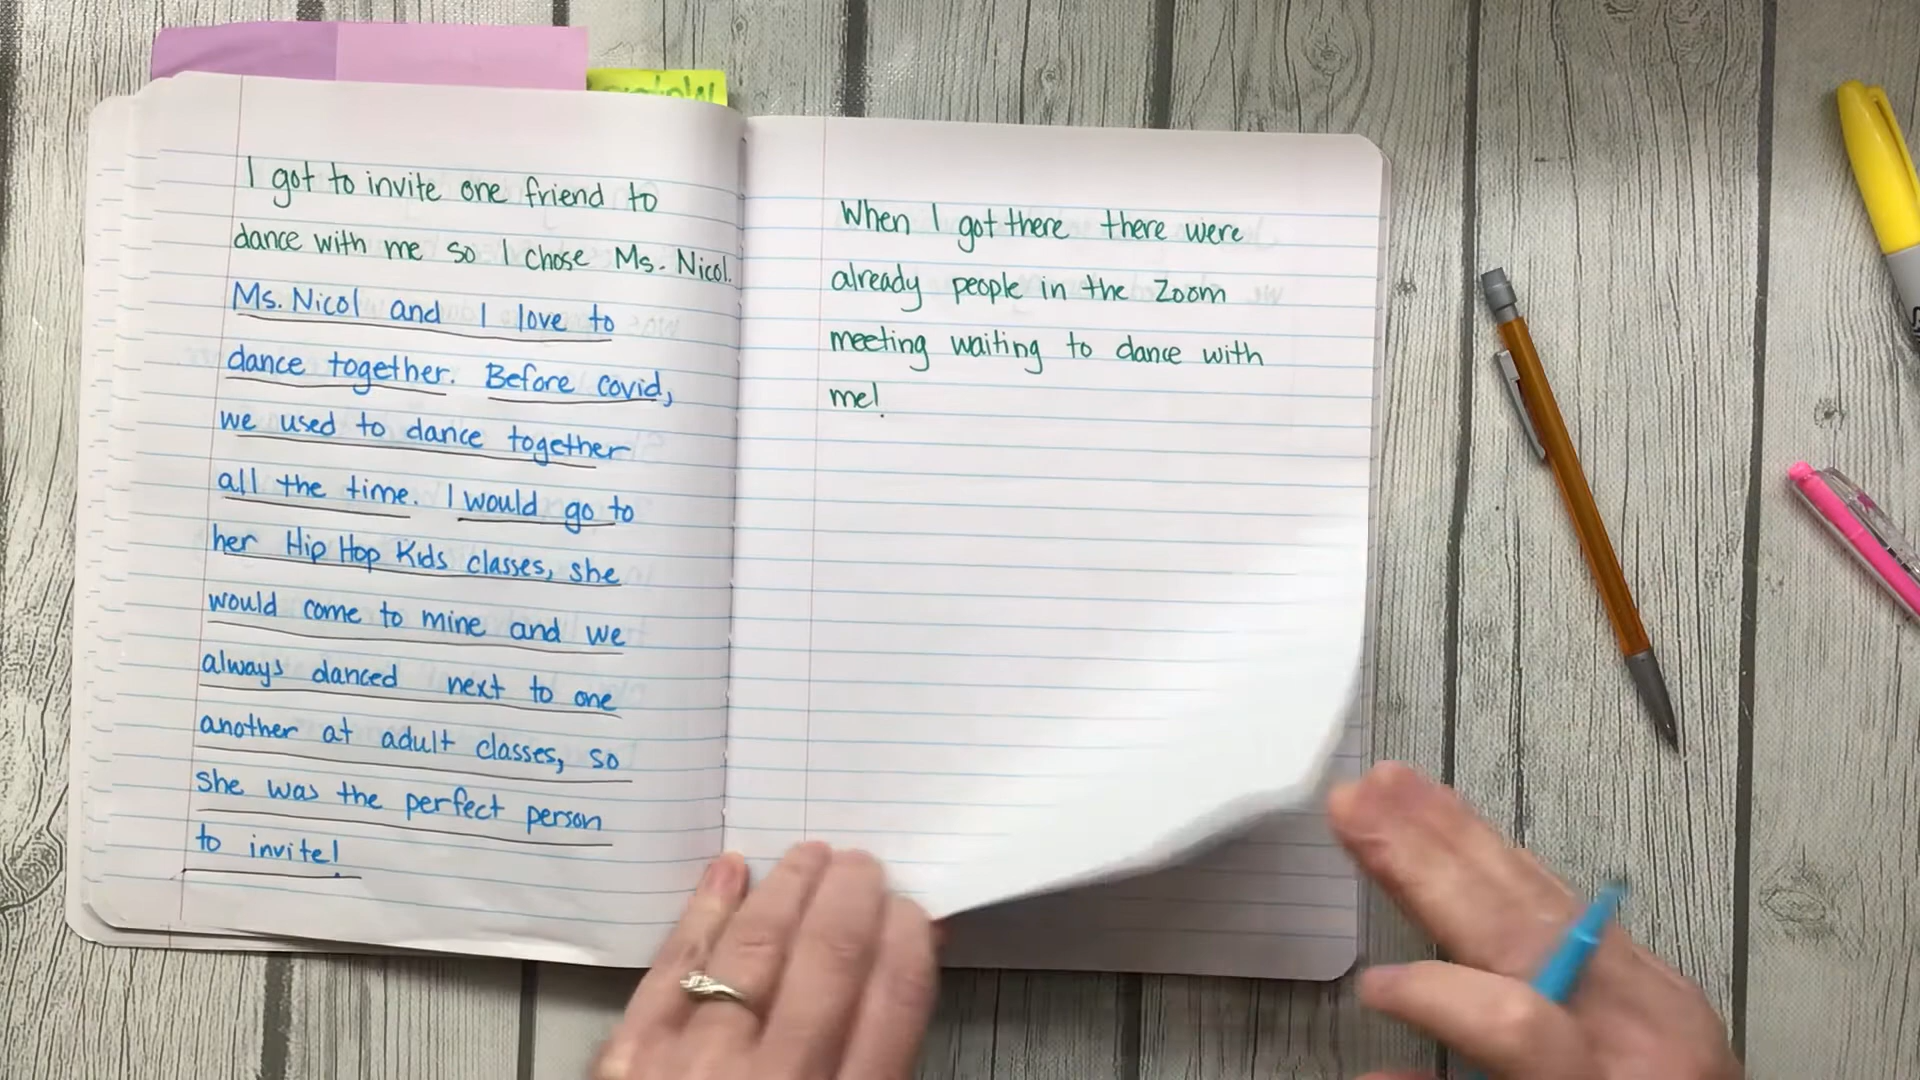 I got to invite one friend to
dance with me so I chose Ms. Nicol.
Ms. Nicol and I love to
dance together. Before covid,
we used to dance together
all the time. I would go to
her Hip Hop Kids classes, she
would come to mine and we
always danced next to one
another at adult classes, so
she was the perfect person
to invite!
When I got there there were
already people in the Zoom
meeting waiting to dance with
me!